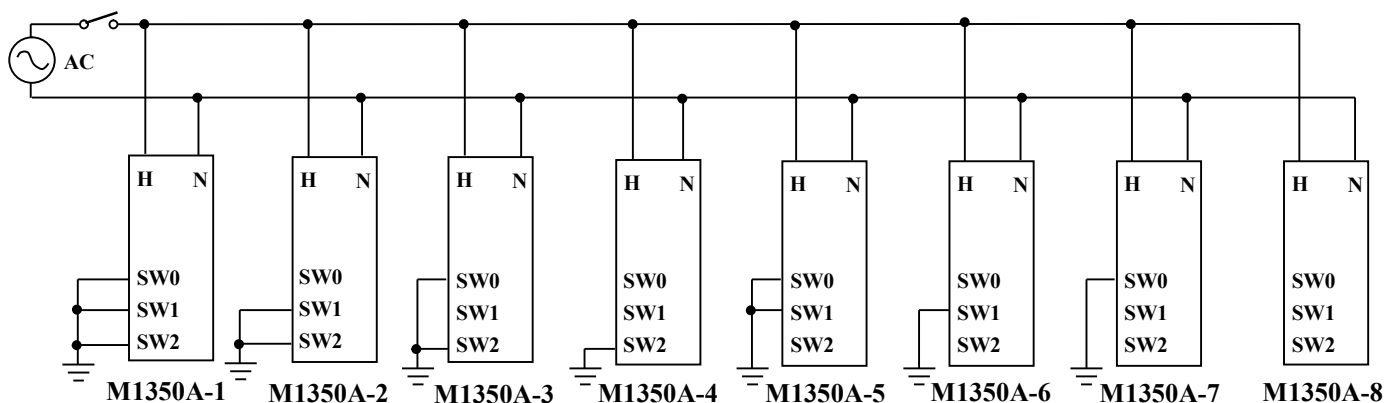 AC
H N H N H N H N H N H N H N H N
SW0 SW0 SW0 SW0 SW0 SW0 SW0 SW0
SW1 SW1 SW1 SW1 SW1 SW1 SW1 SW1
SW2 SW2 SW2 SW2 SW2 SW2 SW2 SW2
M1350A-1 M1350A-2 M1350A-3 M1350A-4 M1350A-5 M1350A-6 M1350A-7 M1350A-8